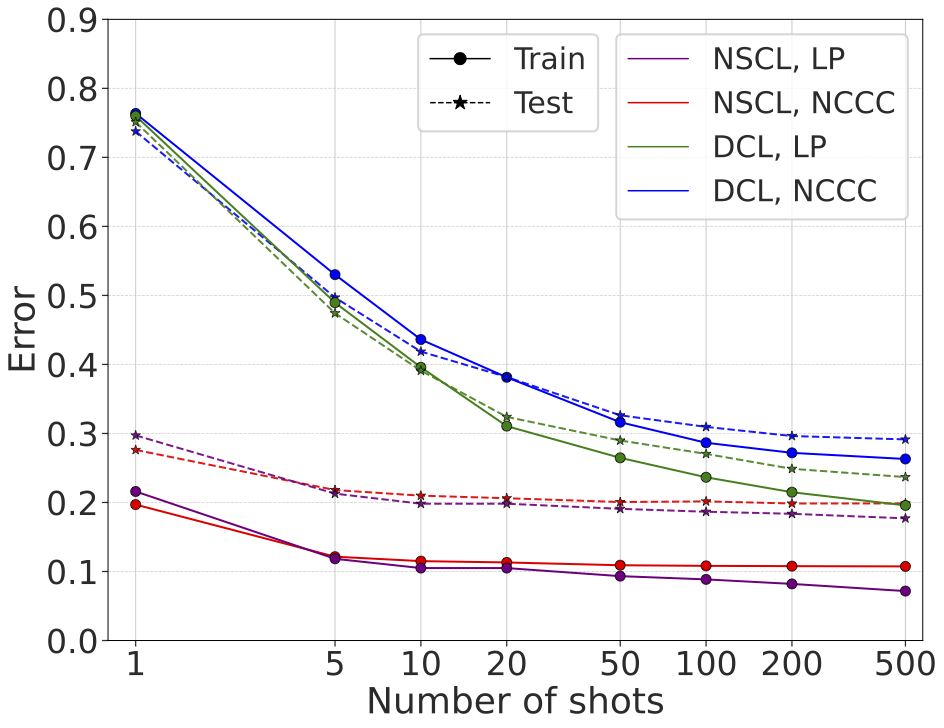 0.9
0.8
0.7
0.6
0.5
0.4
0.3
0.2
0.1
0.0
Error
Train
Test
NSCL, LP
NSCL, NCCC
DCL, LP
DCL, NCCC
1 5 10 20 50 100 200 500
Number of shots